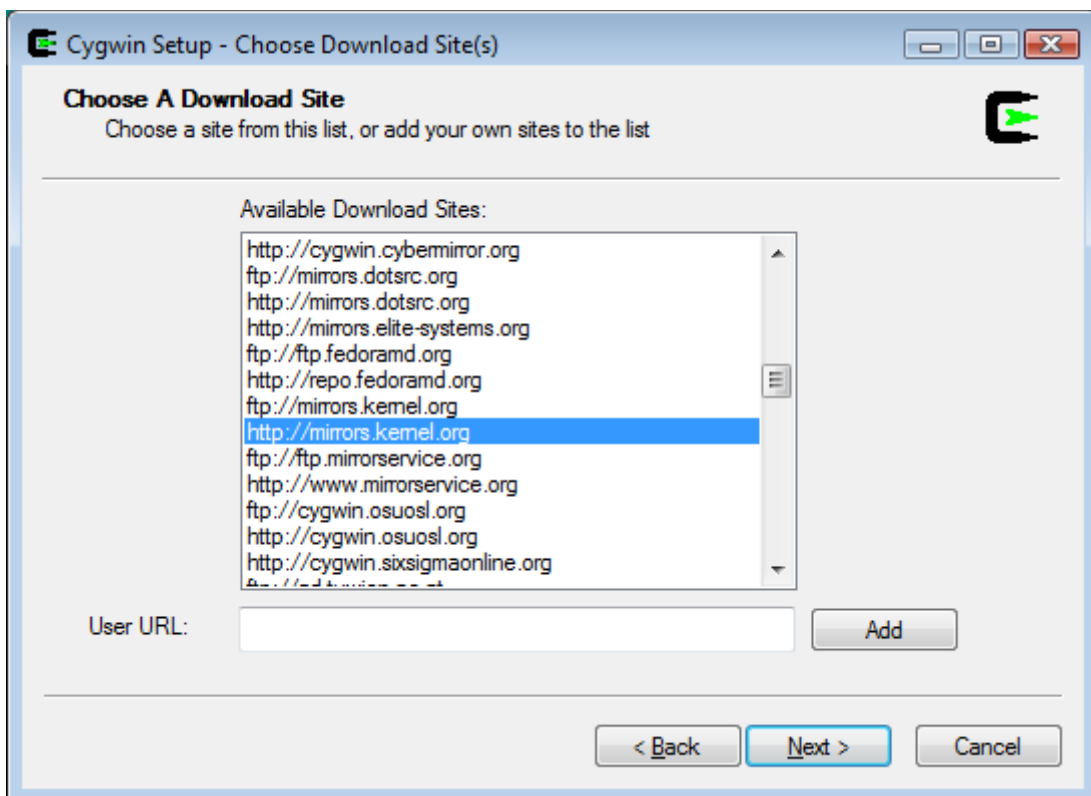 Cygwin Setup - Choose Download Site(s)
Choose A Download Site
Choose a site from this list, or add your own sites to the list
Available Download Sites:
http://cygwin.cybermirror.org
ftp://mirrors.dotsrc.org
http://mirrors.dotsrc.org
http://mirrors.elite-systems.org
ftp://ftp.fedoramd.org
http://repo.fedoramd.org
ftp://mirrors.kernel.org
http://mirrors.kernel.org
ftp://ftp.mirrorservice.org
http://www.mirrorservice.org
ftp://cygwin.osuosl.org
http://cygwin.osuosl.org
http://cygwin.sixsigmaonline.org
User URL:
Add
< Back
Next >
Cancel